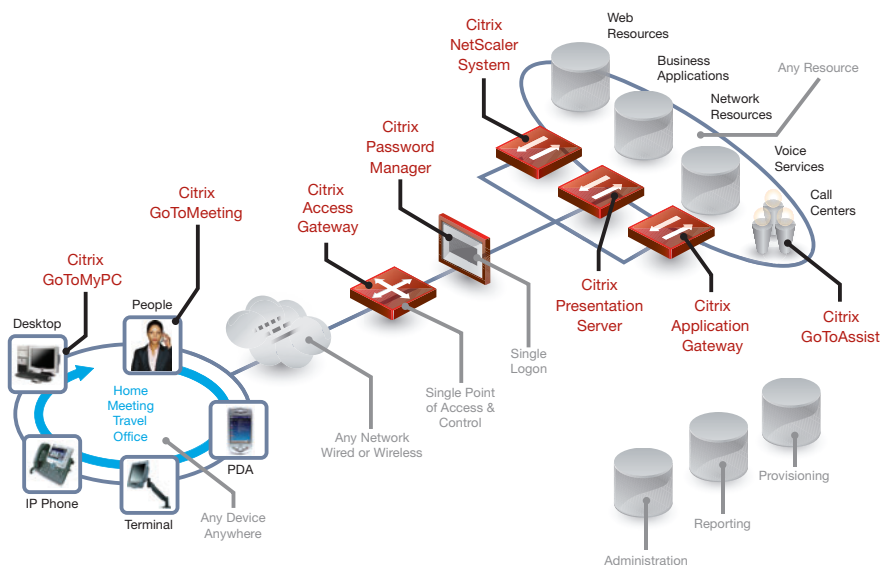 Citrix
NetScaler
System
Web
Resources
Business
Applications
Any Resource
Network
Resources
Voice
Services
Call
Centers
Citrix
Password
Manager
Citrix
Access
Gateway
Citrix
GoToMeeting
Citrix
GoToMyPC
Desktop
People
Home
Meeting
Travel
Office
PDA
IP Phone
Terminal
Any Device
Anywhere
Any Network
Wired or Wireless
Single Point
of Access &
Control
Single
Logon
Citrix
Presentation
Server
Citrix
Application
Gateway
Citrix
GoToAssist
Provisioning
Reporting
Administration